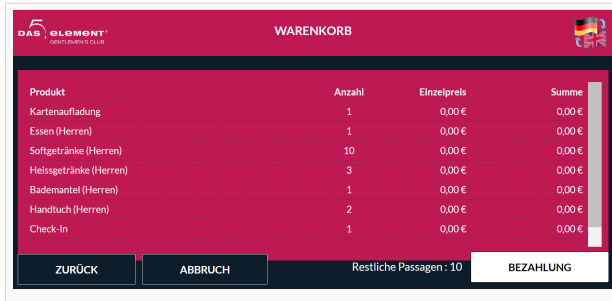 DAS 5 ELEMENT
GENTLEMEN'S CLUB
WARENKORB
Produkt Anzahl Einzelpreis Summe
Kartenaufladung 1 0,00 € 0,00 €
Essen (Herren) 1 0,00 € 0,00 €
Softgetränke (Herren) 10 0,00 € 0,00 €
Heissgetränke (Herren) 3 0,00 € 0,00 €
Bademantel (Herren) 1 0,00 € 0,00 €
Handtuch (Herren) 2 0,00 € 0,00 €
Check-In 1 0,00 € 0,00 €
ZURÜCK ABBRUCH Restliche Passagen : 10 BEZAHLUNG